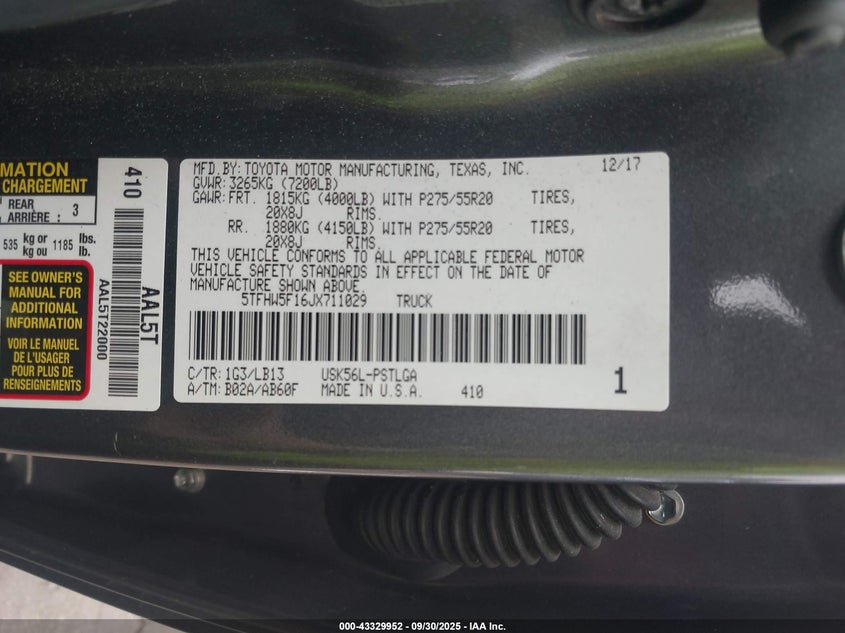 MATION
CHARGEMENT
REAR
ARRIÈRE : 3
535 kg or 1185 lbs.
kg ou lb.
SEE OWNER'S
MANUAL FOR
ADDITIONAL
INFORMATION
VOIR LE MANUEL
DE L'USAGER
POUR PLUS DE
RENSEIGNEMENTS
410
AAL5T
AAL5T22000
MFD.BY:TOYOTA MOTOR MANUFACTURING, TEXAS, INC. 12/17
GVWR:3265KG (7200LB)
GAWR:FRT. 1815KG (4000LB) WITH P275/55R20 TIRES,
20X8J RIMS.
RR. 1880KG (4150LB) WITH P275/55R20 TIRES,
20X8J RIMS.
THIS VEHICLE CONFORMS TO ALL APPLICABLE FEDERAL MOTOR
VEHICLE SAFETY STANDARDS IN EFFECT ON THE DATE OF
MANUFACTURE SHOWN ABOVE.
5TFHW5F16JX711029 TRUCK
C/TR:1G3/LB13 USK56L-PSTLGA
A/TM:B02A/AB60F MADE IN U.S.A. 410 1
000-43329952 - 09/30/2025 - IAA Inc.